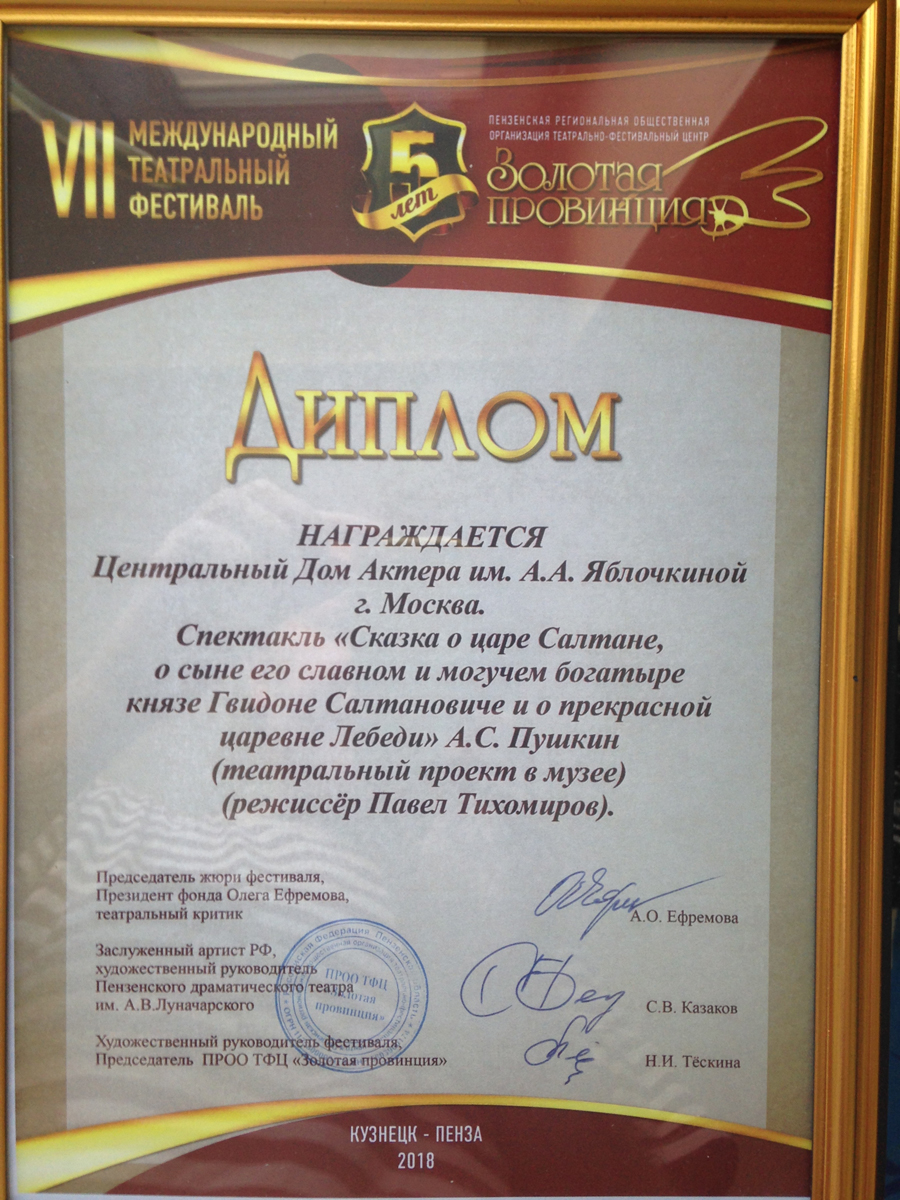 VII МЕЖДУНАРОДНЫЙ
ТЕАТРАЛЬНЫЙ
ФЕСТИВАЛЬ
5
лет
ПЕНЗЕНСКАЯ РЕГИОНАЛЬНАЯ ОБЩЕСТВЕННАЯ
ОРГАНИЗАЦИЯ ТЕАТРАЛЬНО-ФЕСТИВАЛЬНЫЙ ЦЕНТР
ЗОЛОТАЯ
ПРОВИНЦИЯ
ДИПЛОМ
НАГРАЖДАЕТСЯ
Центральный Дом Актера им. А.А. Яблочкиной
г. Москва.
Спектакль «Сказка о царе Салтане,
о сыне его славном и могучем богатыре
князе Гвидоне Салтановиче и о прекрасной
царевне Лебеди» А.С. Пушкин
(театральный проект в музее)
(режиссёр Павел Тихомиров).
Председатель жюри фестиваля,
Президент фонда Олега Ефремова,
театральный критик
А.О. Ефремова
Заслуженный артист РФ,
художественный руководитель
Пензенского драматического театра
им. А.В.Луначарского
С.В. Казаков
Художественный руководитель фестиваля,
Председатель ПРОО ТФЦ «Золотая провинция»
Н.И. Тёскина
ПРОО ТФЦ
«Золотая
провинция»
КУЗНЕЦК - ПЕНЗА
2018